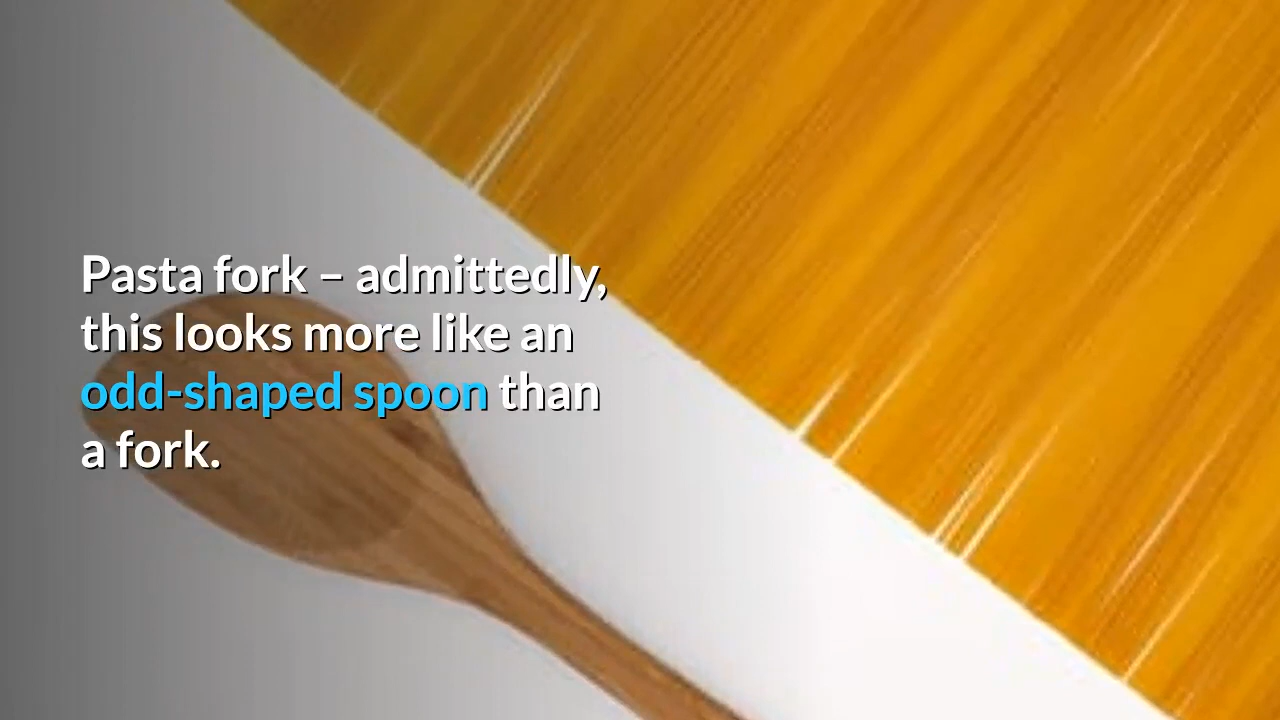 Pasta fork – admittedly,
this looks more like an
odd-shaped spoon than
a fork.